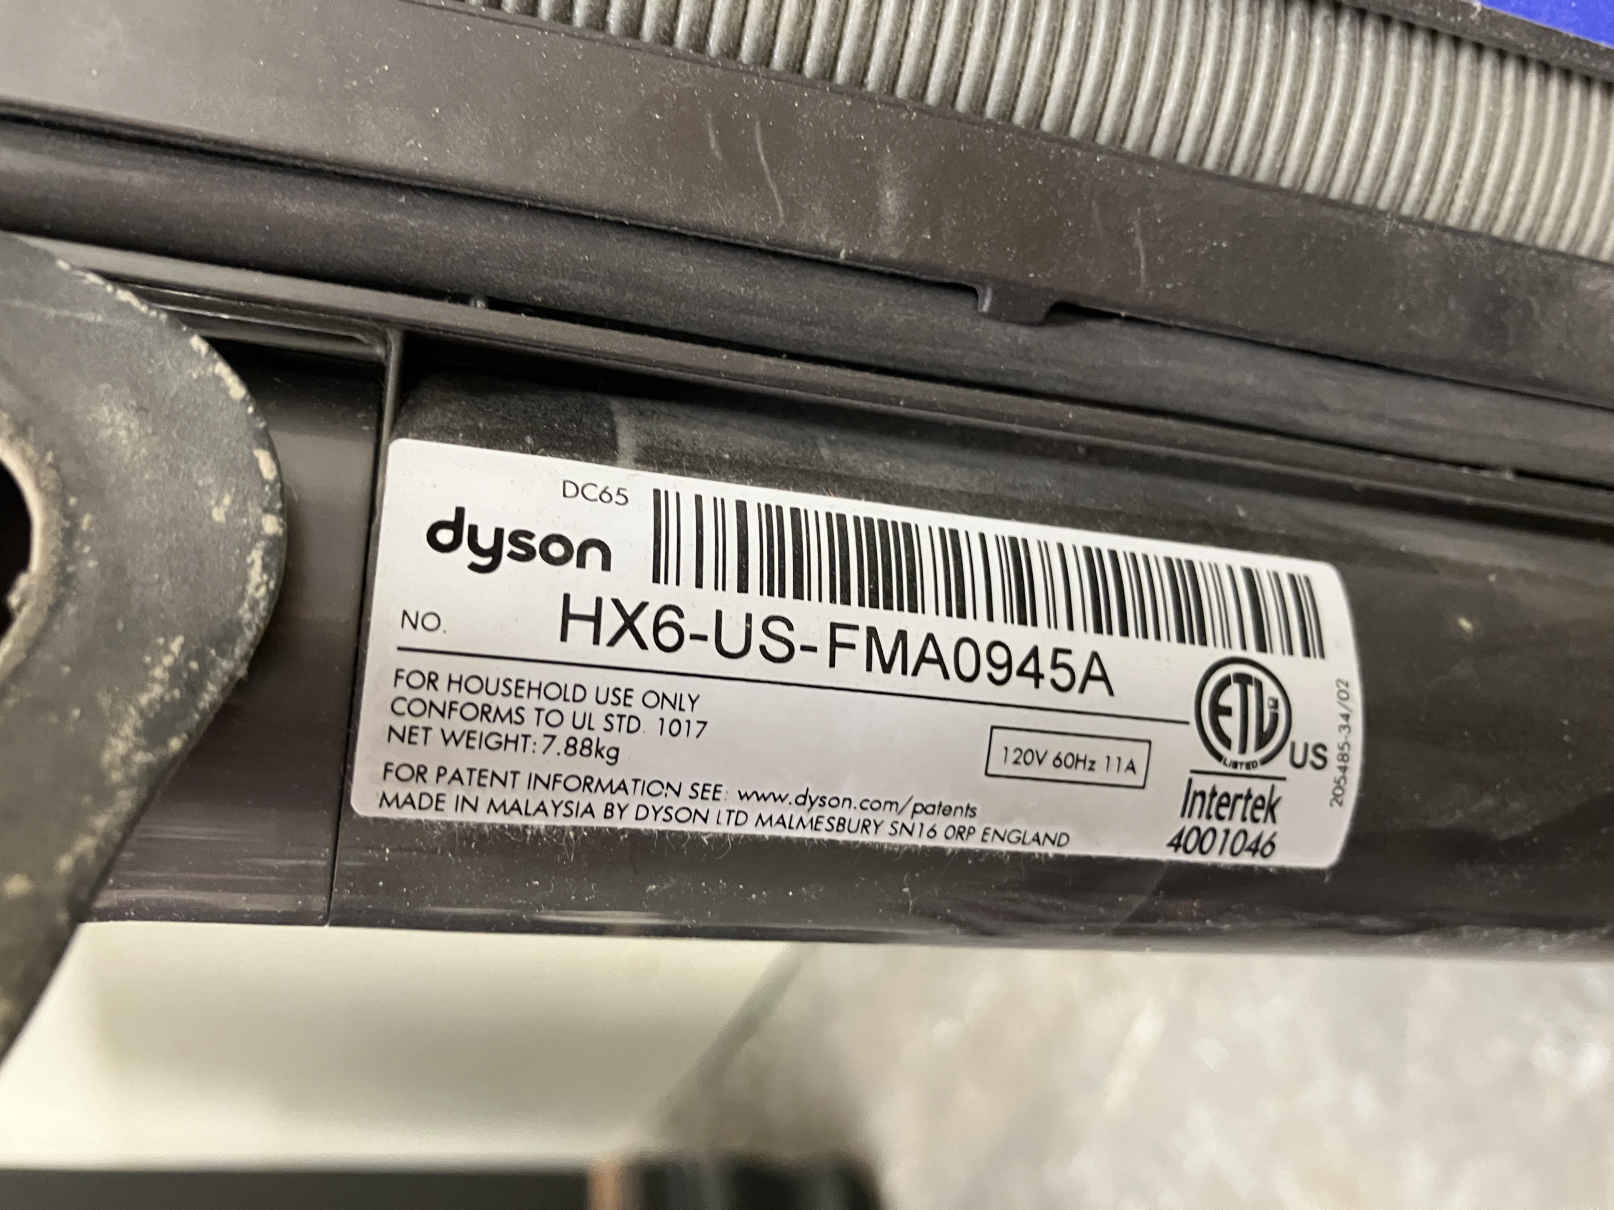 DC65
dyson
NO. HX6-US-FMA0945A
FOR HOUSEHOLD USE ONLY
CONFORMS TO UL STD. 1017
NET WEIGHT: 7.88kg
120V 60Hz 11A
FOR PATENT INFORMATION SEE: www.dyson.com/patents
MADE IN MALAYSIA BY DYSON LTD MALMESBURY SN16 0RP ENGLAND
ETL
LISTED
US
Intertek
4001046
205485-34/02